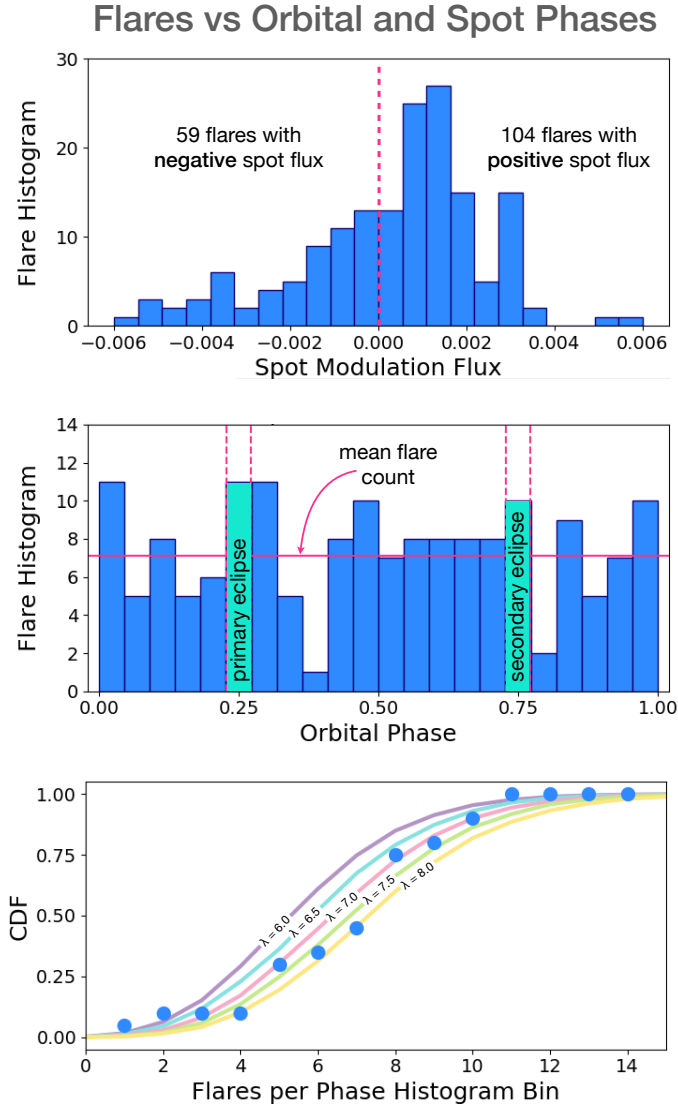 Flares vs Orbital and Spot Phases
30
20
10
0
Flare Histogram
59 flares with
negative spot flux
104 flares with
positive spot flux
−0.006 −0.004 −0.002 0.000 0.002 0.004 0.006
Spot Modulation Flux
14
12
10
8
6
4
2
0
Flare Histogram
mean flare
count
primary eclipse
secondary eclipse
0.00 0.25 0.50 0.75 1.00
Orbital Phase
1.00
0.75
0.50
0.25
0.00
CDF
λ = 6.0
λ = 6.5
λ = 7.0
λ = 7.5
λ = 8.0
0 2 4 6 8 10 12 14
Flares per Phase Histogram Bin